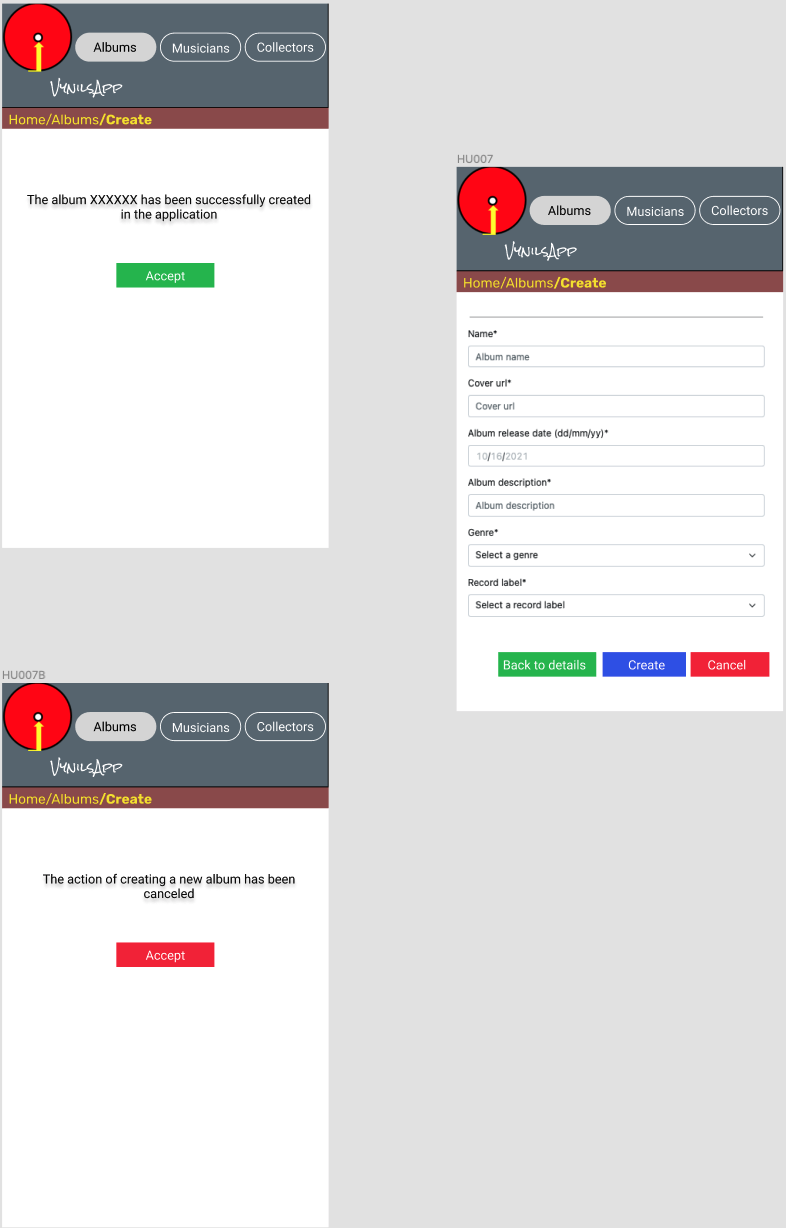 Albums
Musicians
Collectors
VynilsApp
Home/Albums/Create
The album XXXXXX has been successfully created
in the application
Accept
HU007
Albums
Musicians
Collectors
VynilsApp
Home/Albums/Create
Name*
Album name
Cover url*
Cover url
Album release date (dd/mm/yy)*
10/16/2021
Album description*
Album description
Genre*
Select a genre
Record label*
Select a record label
Back to details
Create
Cancel
HU007B
Albums
Musicians
Collectors
VynilsApp
Home/Albums/Create
The action of creating a new album has been
canceled
Accept